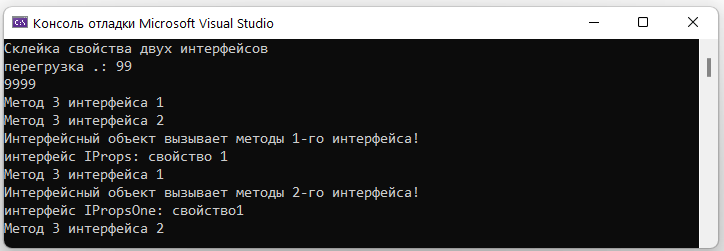 Консоль отладки Microsoft Visual Studio
Склейка свойства двух интерфейсов
перегрузка .: 99
9999
Метод 3 интерфейса 1
Метод 3 интерфейса 2
Интерфейсный объект вызывает методы 1-го интерфейса!
интерфейс IProps: свойство 1
Метод 3 интерфейса 1
Интерфейсный объект вызывает методы 2-го интерфейса!
интерфейс IPropsOne: свойство1
Метод 3 интерфейса 2